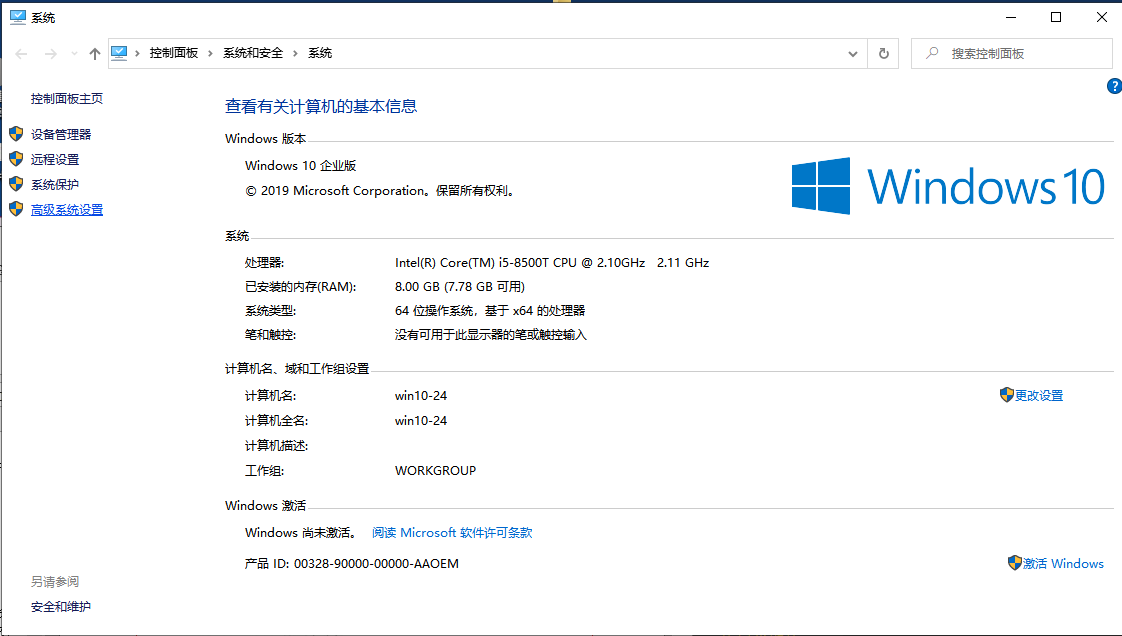 系统
控制面板 › 系统和安全 › 系统
搜索控制面板
控制面板主页
设备管理器
远程设置
系统保护
高级系统设置
查看有关计算机的基本信息
Windows 版本
Windows 10 企业版
© 2019 Microsoft Corporation。保留所有权利。
Windows 10
系统
处理器: Intel(R) Core(TM) i5-8500T CPU @ 2.10GHz 2.11 GHz
已安装的内存(RAM): 8.00 GB (7.78 GB 可用)
系统类型: 64 位操作系统，基于 x64 的处理器
笔和触控: 没有可用于此显示器的笔或触控输入
计算机名、域和工作组设置
计算机名: win10-24 更改设置
计算机全名: win10-24
计算机描述:
工作组: WORKGROUP
Windows 激活
Windows 尚未激活。 阅读 Microsoft 软件许可条款
产品 ID: 00328-90000-00000-AAOEM 激活 Windows
另请参阅
安全和维护